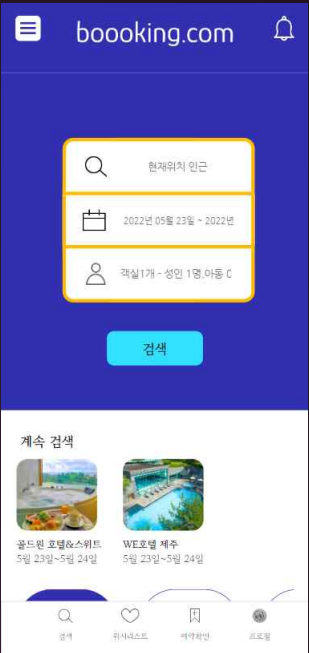 boooking.com
현재위치 인근
2022년 05월 23일 ~ 2022년
객실1개 - 성인 1명,아동 0
검색
계속 검색
골드원 호텔&스위트
WE호텔 제주
5월 23일~5월 24일
5월 23일~5월 24일
검색
위시리스트
예약확인
프로필